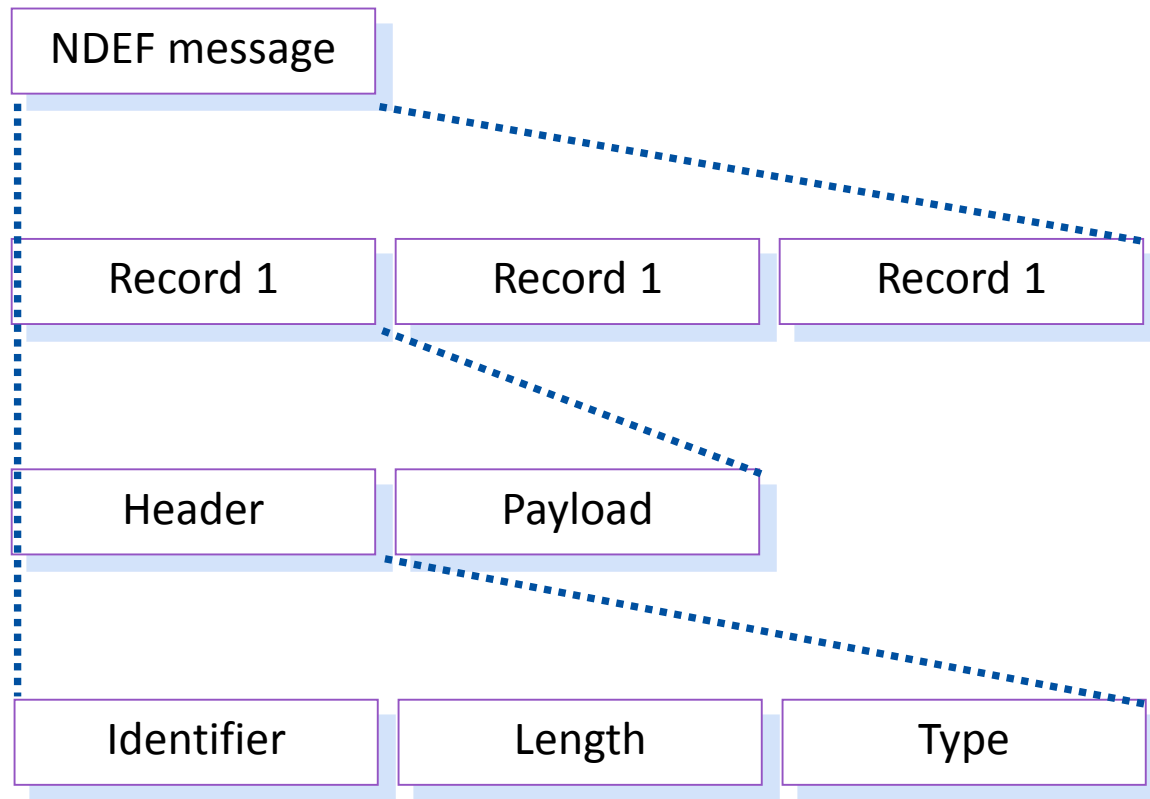 NDEF message
Record 1
Record 1
Record 1
Header
Payload
Identifier
Length
Type